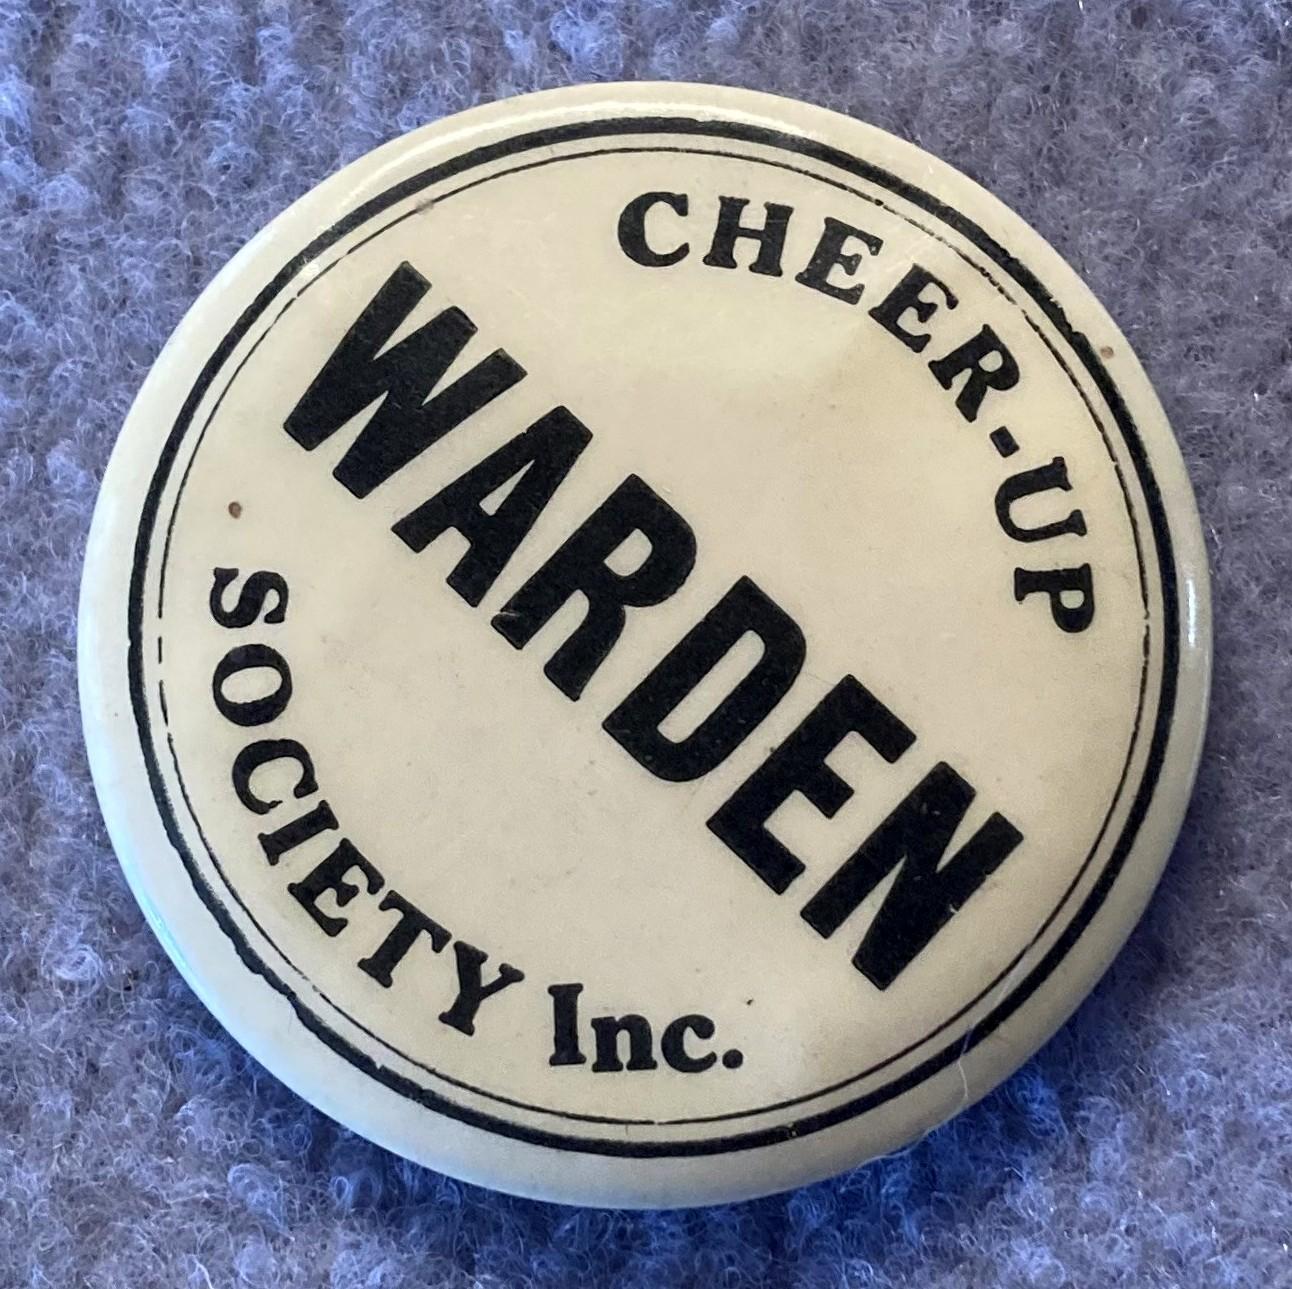 CHEER-UP
WARDEN
SOCIETY Inc.